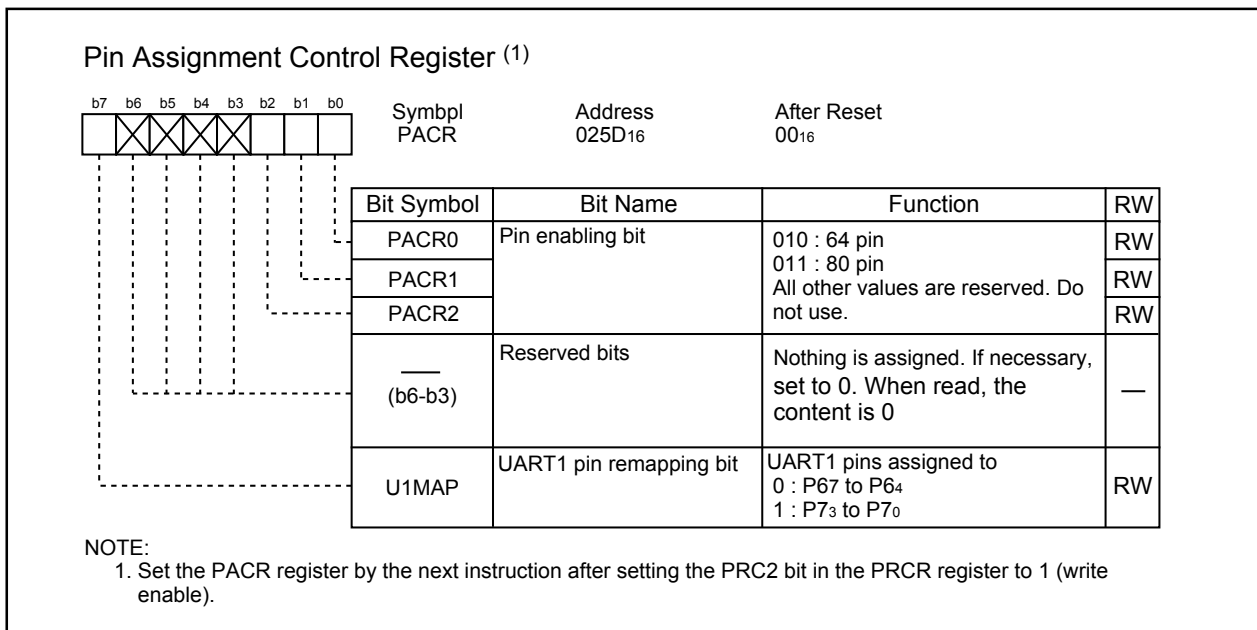 Pin Assignment Control Register (1)
b7 b6 b5 b4 b3 b2 b1 b0
Symbpl Address After Reset
PACR 025D16 0016
Bit Symbol Bit Name Function RW
PACR0 Pin enabling bit 010 : 64 pin RW
011 : 80 pin
PACR1 All other values are reserved. Do RW
PACR2 not use. RW
Reserved bits Nothing is assigned. If necessary,
— set to 0. When read, the —
(b6-b3) content is 0
UART1 pin remapping bit UART1 pins assigned to
U1MAP 0 : P67 to P64 RW
1 : P73 to P70
NOTE:
1. Set the PACR register by the next instruction after setting the PRC2 bit in the PRCR register to 1 (write
enable).